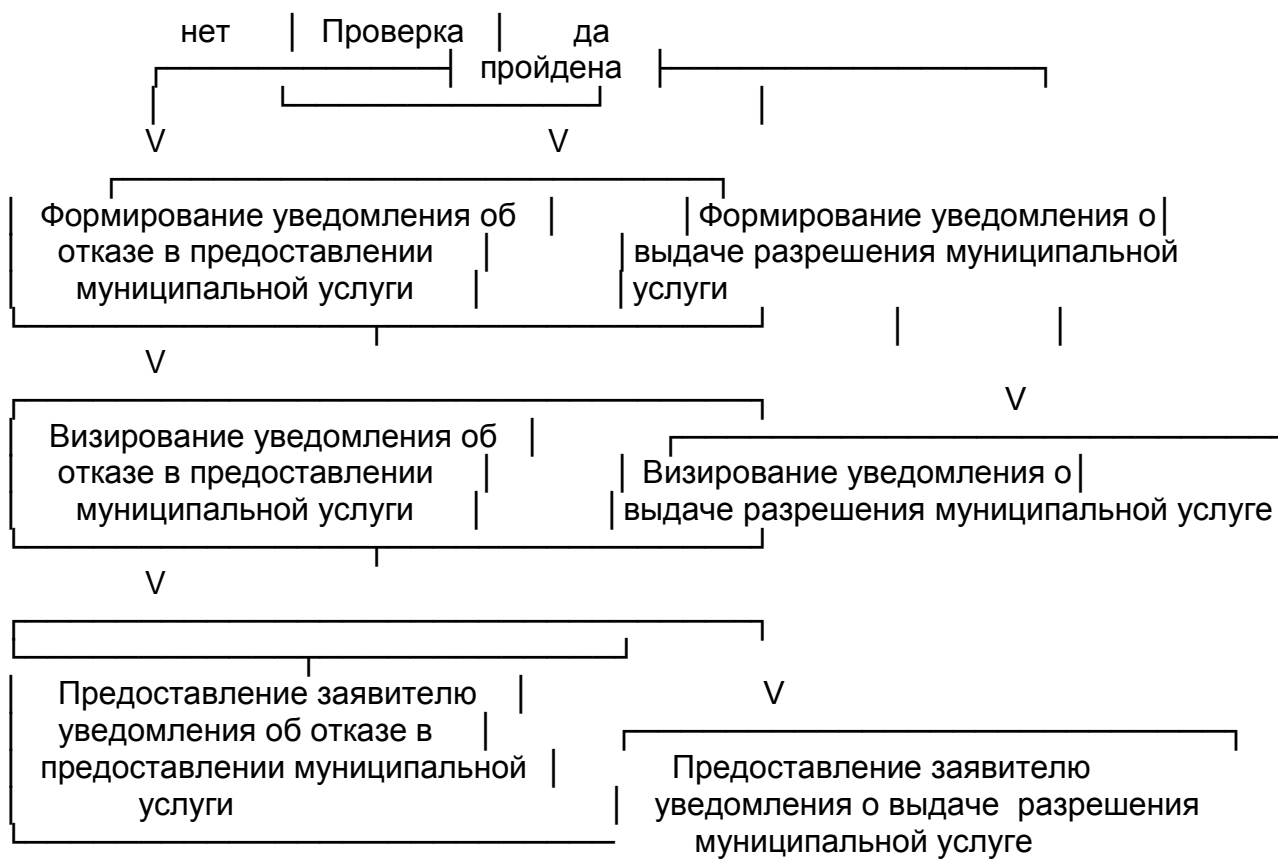 нет Проверка да
пройдена
V V
Формирование уведомления об Формирование уведомления о
отказе в предоставлении выдаче разрешения муниципальной
муниципальной услуги услуги
V
V
Визирование уведомления об
отказе в предоставлении Визирование уведомления о
муниципальной услуги выдаче разрешения муниципальной услуге
V
Предоставление заявителю V
уведомления об отказе в
предоставлении муниципальной Предоставление заявителю
услуги уведомления о выдаче разрешения
муниципальной услуге